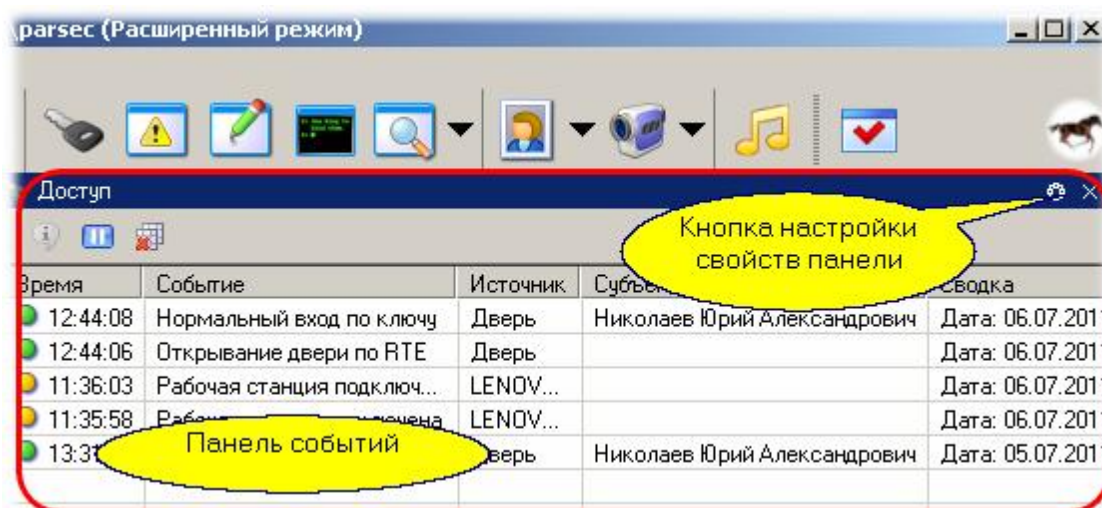 \parsec (Расширенный режим)
Доступ
Кнопка настройки
свойств панели
Время Событие Источник Сводка
12:44:08 Нормальный вход по ключу Дверь Николаев Юрий Александрович Дата: 06.07.201
12:44:06 Открывание двери по RTE Дверь Дата: 06.07.201
11:36:03 Рабочая станция подключ... LENOV... Дата: 06.07.201
11:35:58 LENOV... Дата: 06.07.201
Панель событий
Дверь Николаев Юрий Александрович Дата: 05.07.201